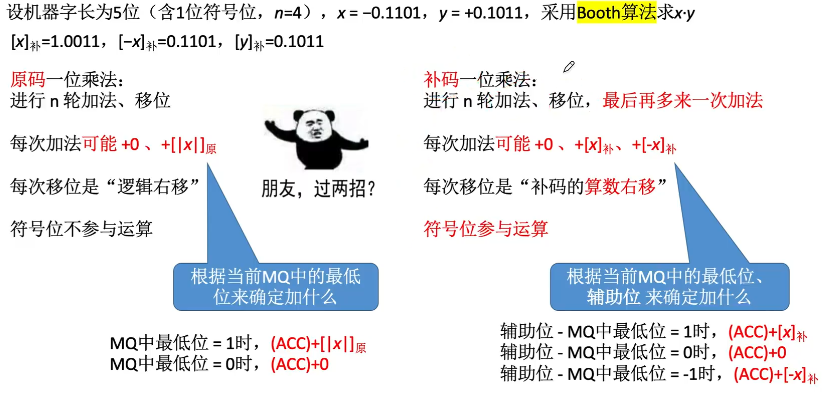 设机器字长为5位（含1位符号位，n=4），x = −0.1101，y = +0.1011，采用Booth算法求x·y
[x]补=1.0011，[−x]补=0.1101，[y]补=0.1011
原码一位乘法：
进行 n 轮加法、移位
每次加法可能 +0 、+[|x|]原
每次移位是“逻辑右移”
符号位不参与运算
朋友，过两招？
根据当前MQ中的最低
位来确定加什么
MQ中最低位 = 1时，(ACC)+[|x|]原
MQ中最低位 = 0时，(ACC)+0
补码一位乘法：
进行 n 轮加法、移位，最后再多来一次加法
每次加法可能 +0 、+[x]补、+[-x]补
每次移位是“补码的算数右移”
符号位参与运算
根据当前MQ中的最低位、
辅助位 来确定加什么
辅助位 - MQ中最低位 = 1时，(ACC)+[x]补
辅助位 - MQ中最低位 = 0时，(ACC)+0
辅助位 - MQ中最低位 = -1时，(ACC)+[-x]补